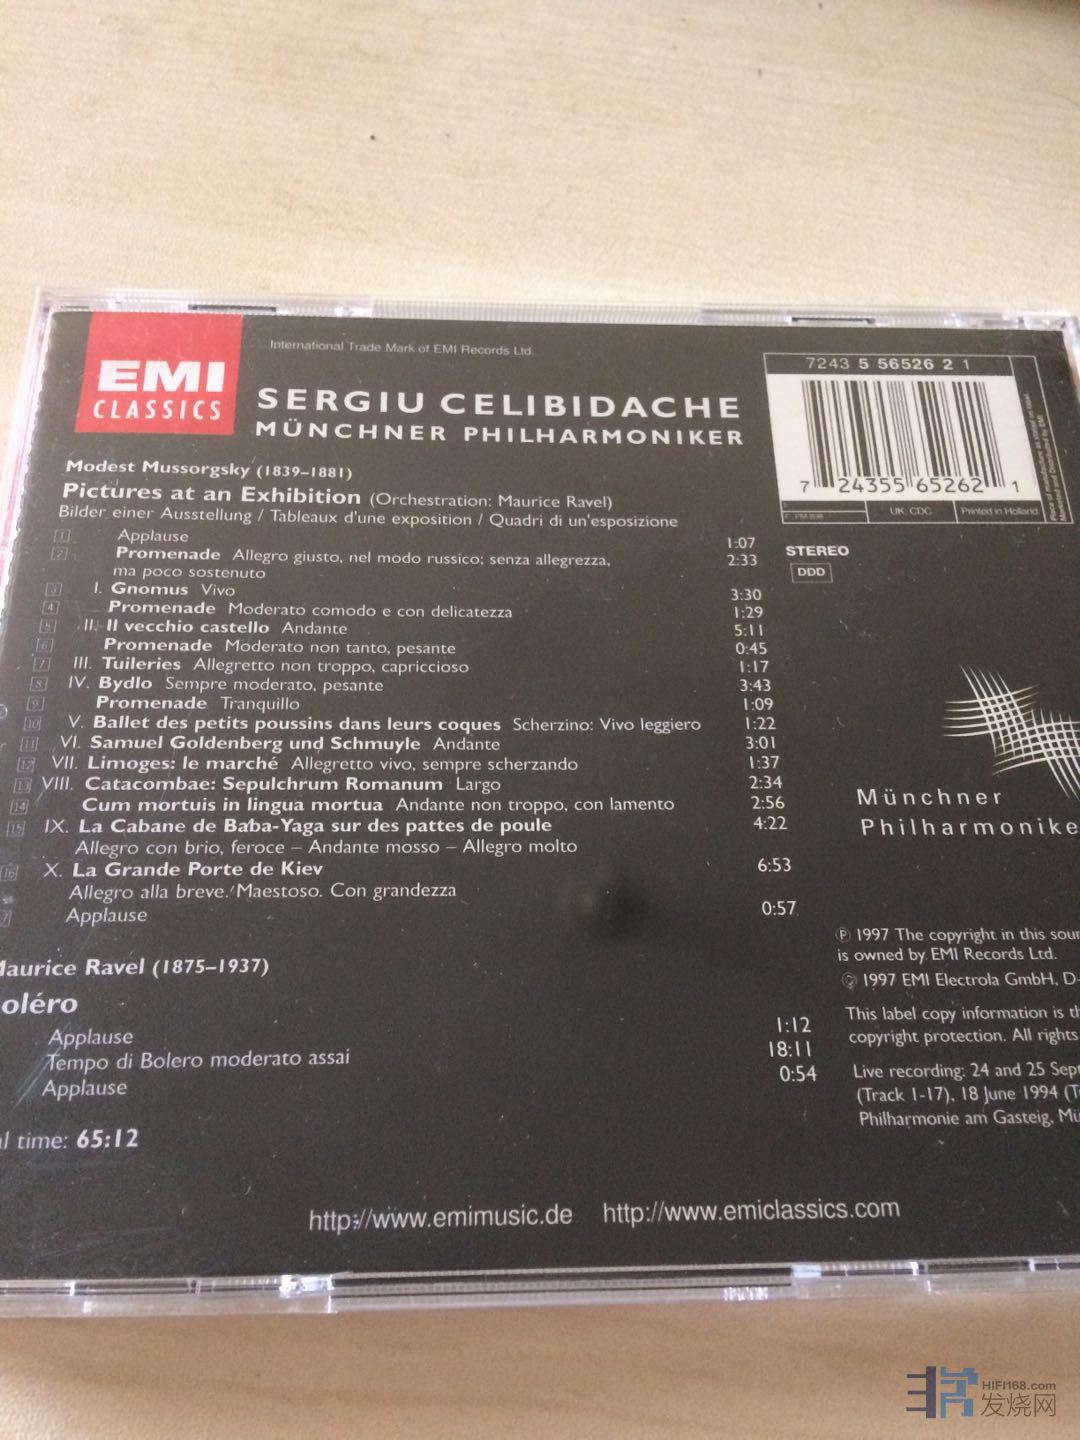 International Trade Mark of EMI Records Ltd.
EMI
CLASSICS
SERGIU CELIBIDACHE
MÜNCHNER PHILHARMONIKER
7243 5 56526 2 1
7 24355 65262 1
UK: CDC
Printed in Holland
STEREO
DDD
Modest Mussorgsky (1839–1881)
Pictures at an Exhibition (Orchestration: Maurice Ravel)
Bilder einer Ausstellung / Tableaux d'une exposition / Quadri di un'esposizione
1 Applause 1:07
2 Promenade Allegro giusto, nel modo russico; senza allegrezza, 2:33
ma poco sostenuto
3 I. Gnomus Vivo 3:30
4 Promenade Moderato comodo e con delicatezza 1:29
5 II. Il vecchio castello Andante 5:11
6 Promenade Moderato non tanto, pesante 0:45
7 III. Tuileries Allegretto non troppo, capriccioso 1:17
8 IV. Bydlo Sempre moderato, pesante 3:43
9 Promenade Tranquillo 1:09
10 V. Ballet des petits poussins dans leurs coques Scherzino: Vivo leggiero 1:22
11 VI. Samuel Goldenberg und Schmuyle Andante 3:01
12 VII. Limoges: le marché Allegretto vivo, sempre scherzando 1:37
13 VIII. Catacombae: Sepulchrum Romanum Largo 2:34
14 Cum mortuis in lingua mortua Andante non troppo, con lamento 2:56
15 IX. La Cabane de Baba-Yaga sur des pattes de poule 4:22
Allegro con brio, feroce – Andante mosso – Allegro molto
16 X. La Grande Porte de Kiev 6:53
Allegro alla breve. Maestoso. Con grandezza
7 Applause 0:57
aurice Ravel (1875–1937)
oléro
Applause 1:12
Tempo di Bolero moderato assai 18:11
Applause 0:54
al time: 65:12
Münchner
Philharmonike
℗ 1997 The copyright in this sour
is owned by EMI Records Ltd.
© 1997 EMI Electrola GmbH, D-
This label copy information is th
copyright protection. All rights
Live recording: 24 and 25 Sep
(Track 1-17), 18 June 1994 (T
Philharmonie am Gasteig, Mü
http://www.emimusic.de http://www.emiclassics.com
HIFI168.com
发烧网